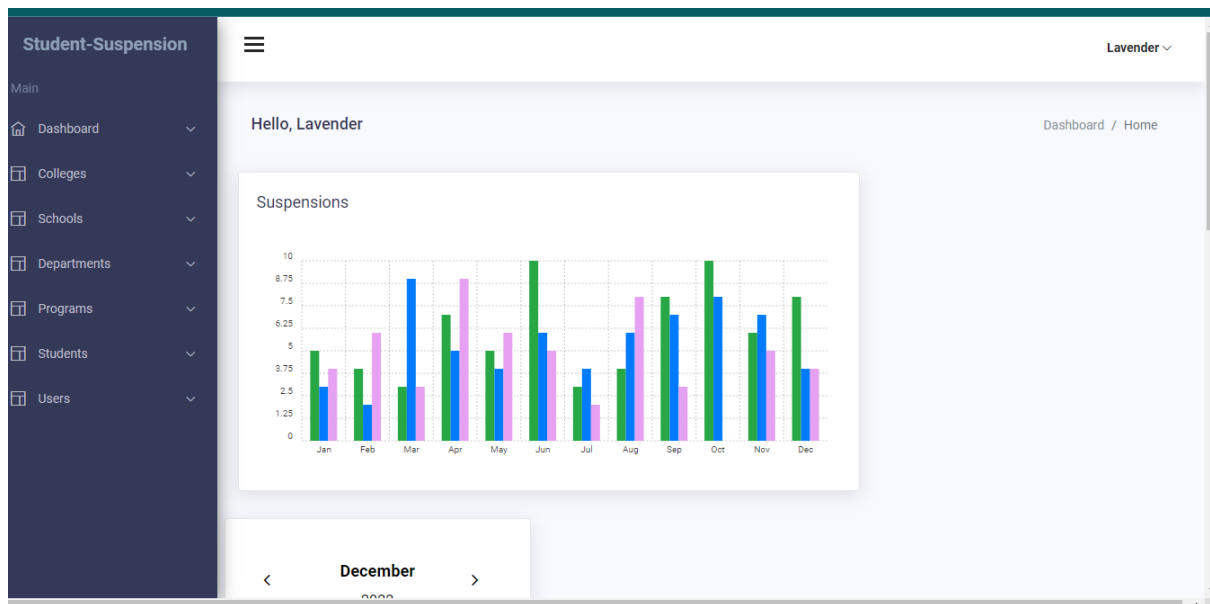 Student-Suspension
Lavender
Main
Dashboard
Colleges
Schools
Departments
Programs
Students
Users
Hello, Lavender
Dashboard / Home
Suspensions
10
8.75
7.5
6.25
5
3.75
2.5
1.25
0
Jan Feb Mar Apr May Jun Jul Aug Sep Oct Nov Dec
December